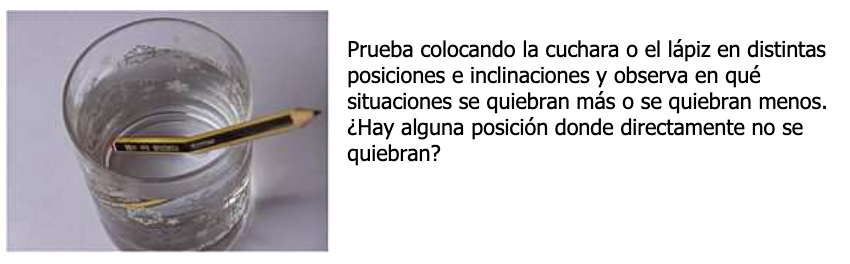 Prueba colocando la cuchara o el lápiz en distintas
posiciones e inclinaciones y observa en qué
situaciones se quiebran más o se quiebran menos.
¿Hay alguna posición donde directamente no se
quiebran?